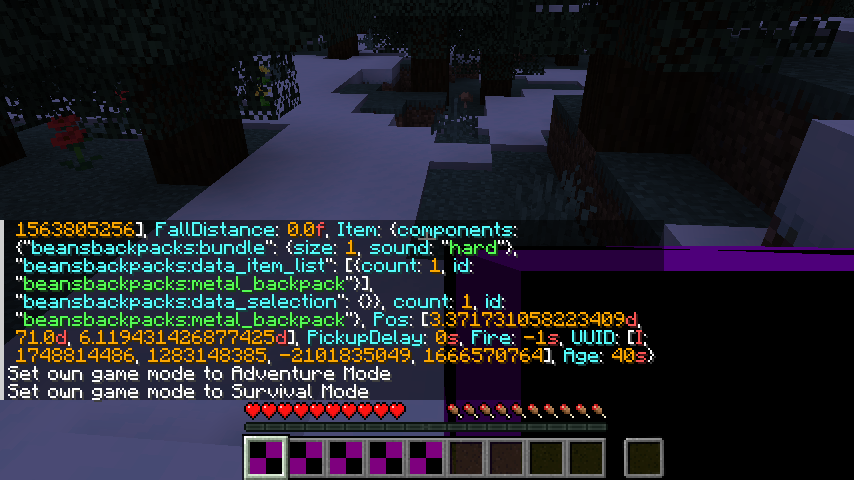 1563805256], FallDistance: 0.0f, Item: {components:
{"beansbackpacks:bundle": {size: 1, sound: "hard"},
"beansbackpacks:data_item_list": [{count: 1, id:
"beansbackpacks:metal_backpack"}],
"beansbackpacks:data_selection": {}}, count: 1, id:
"beansbackpacks:metal_backpack"}, Pos: [3.3717310582234​09d,
71.0d, 6.119431426877425d], PickupDelay: 0s, Fire: -1s, UUID: [I;
1748814486, 1283148385, -2101835049, 1666570764], Age: 40s}
Set own game mode to Adventure Mode
Set own game mode to Survival Mode